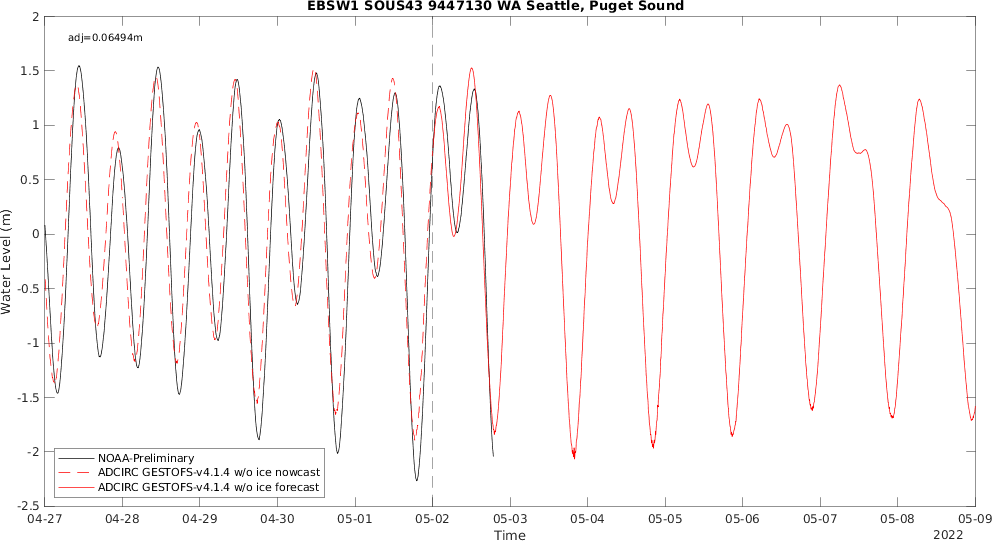 EBSW1 SOUS43 9447130 WA Seattle, Puget Sound
adj=0.06494m
2
1.5
1
0.5
0
-0.5
-1
-1.5
-2
-2.5
Water Level (m)
NOAA-Preliminary
ADCIRC GESTOFS-v4.1.4 w/o ice nowcast
ADCIRC GESTOFS-v4.1.4 w/o ice forecast
04-27 04-28 04-29 04-30 05-01 05-02 05-03 05-04 05-05 05-06 05-07 05-08 05-09
Time
2022